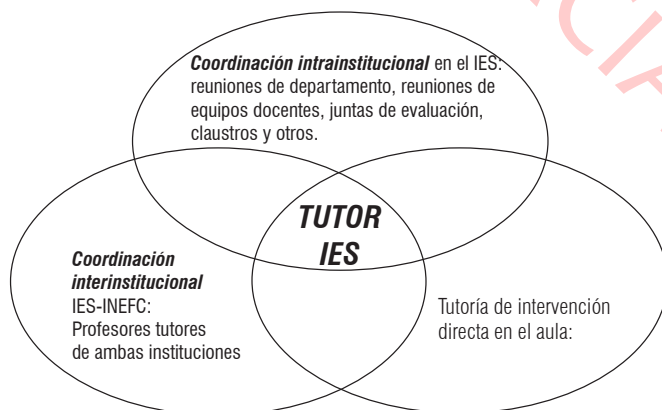 Coordinación intrainstitucional en el IES:
reuniones de departamento, reuniones de
equipos docentes, juntas de evaluación,
claustros y otros.
TUTOR
IES
Coordinación
interinstitucional
IES-INEFC:
Profesores tutores
de ambas instituciones
Tutoría de intervención
directa en el aula: